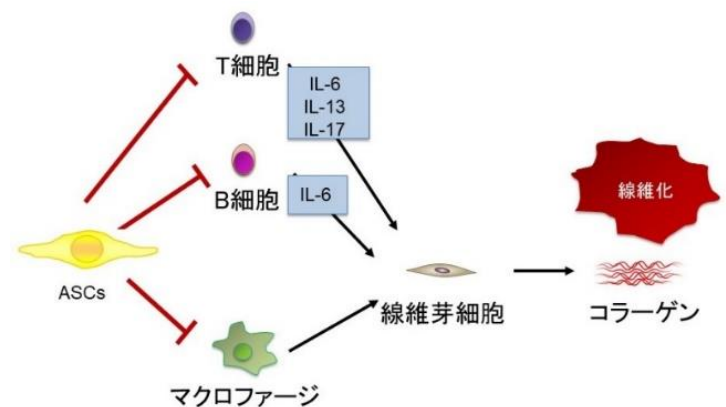 T細胞
IL-6
IL-13
IL-17
B細胞
IL-6
ASCs
マクロファージ
線維芽細胞
線維化
コラーゲン